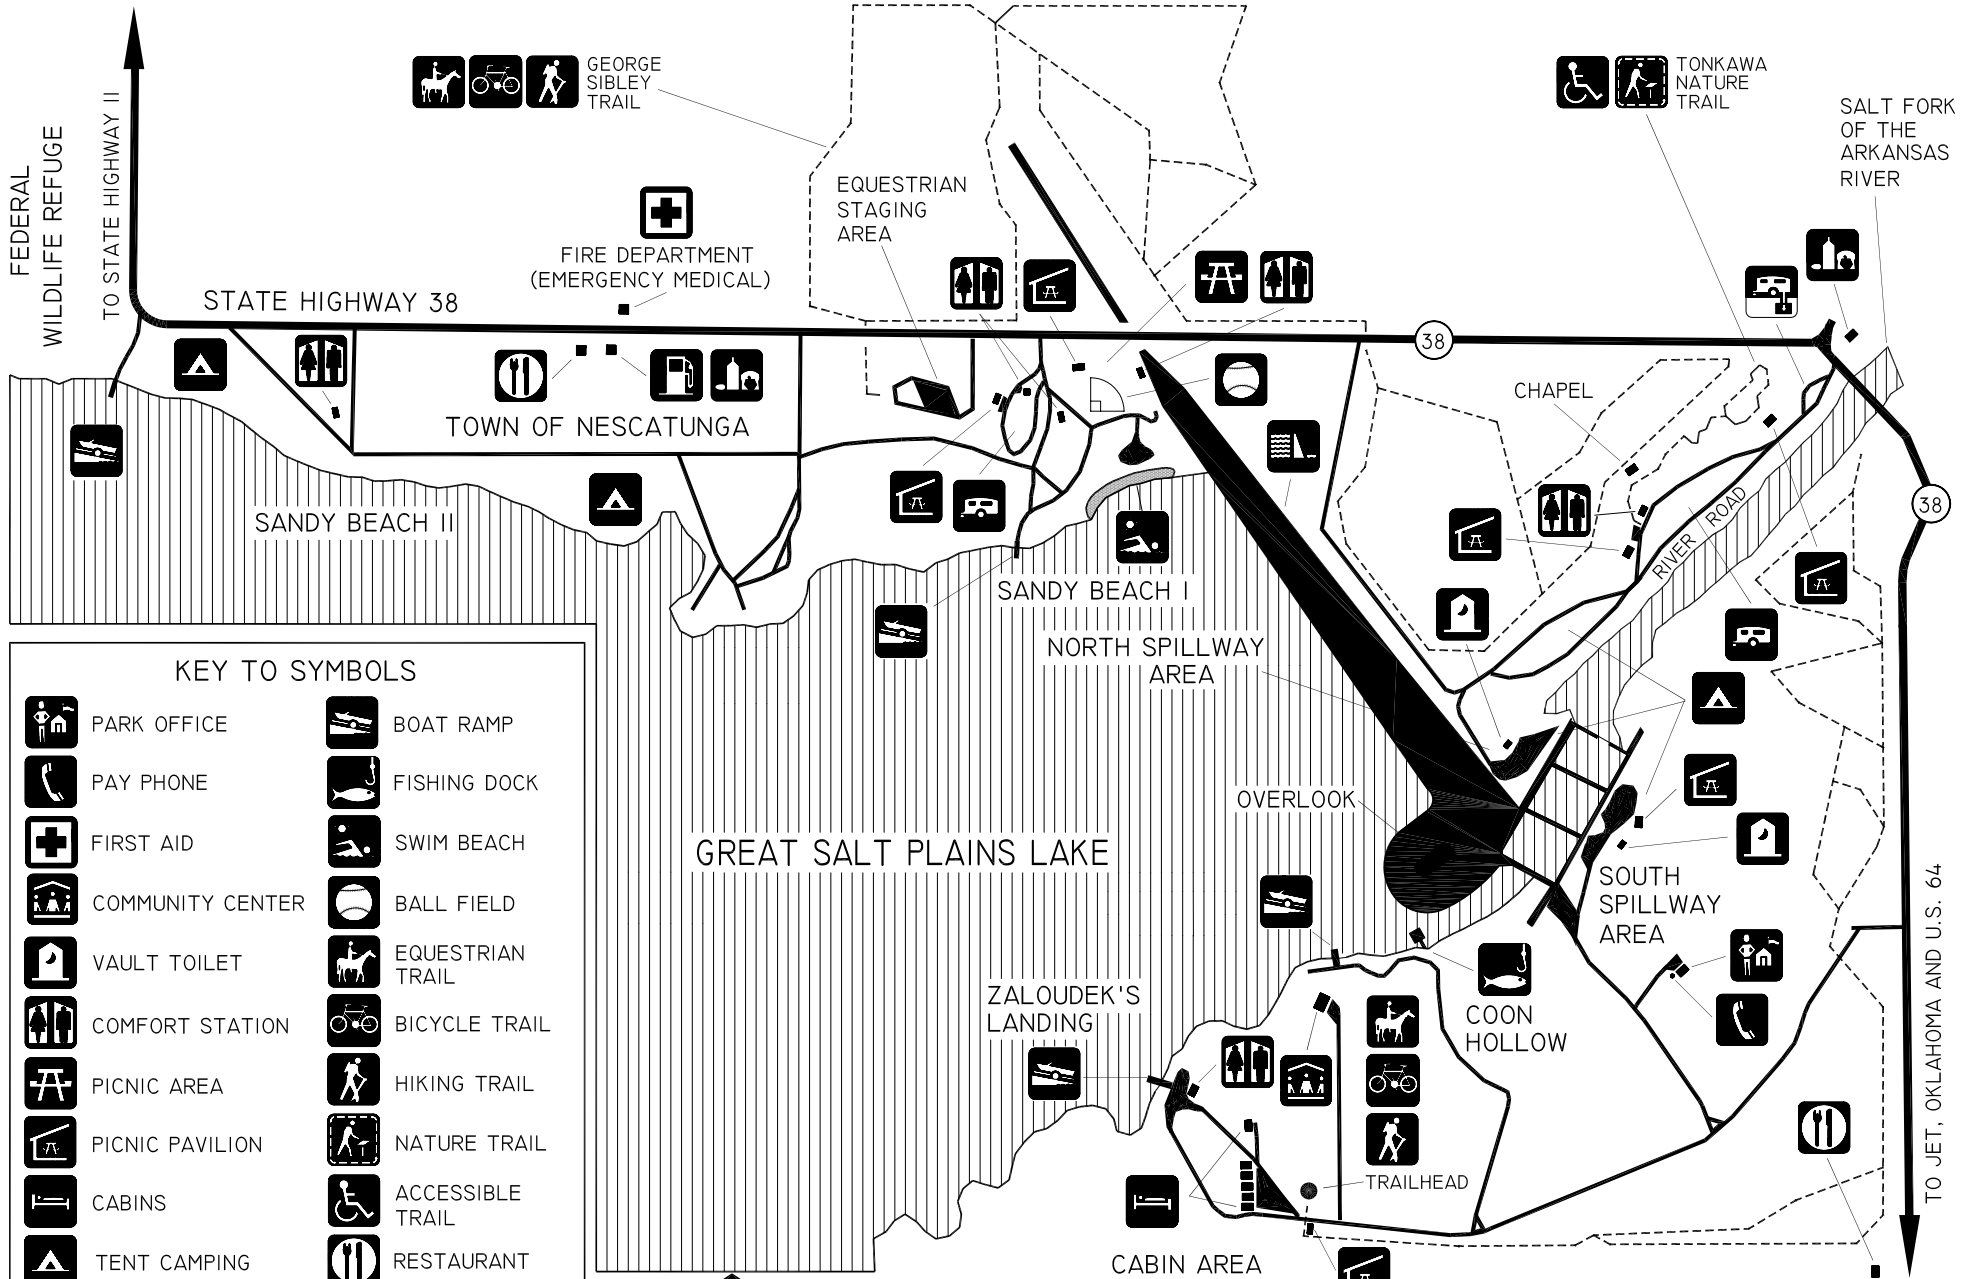 GEORGE
SIBLEY
TRAIL
TONKAWA
NATURE
TRAIL
SALT FORK
OF THE
ARKANSAS
RIVER
FEDERAL
WILDLIFE REFUGE
TO STATE HIGHWAY II
EQUESTRIAN
STAGING
AREA
FIRE DEPARTMENT
(EMERGENCY MEDICAL)
STATE HIGHWAY 38
38
CHAPEL
TOWN OF NESCATUNGA
38
RIVER ROAD
SANDY BEACH II
SANDY BEACH I
NORTH SPILLWAY
AREA
OVERLOOK
GREAT SALT PLAINS LAKE
SOUTH
SPILLWAY
AREA
ZALOUDEK'S
LANDING
COON
HOLLOW
TRAILHEAD
CABIN AREA
TO JET, OKLAHOMA AND U.S. 64
KEY TO SYMBOLS
PARK OFFICE
PAY PHONE
FIRST AID
COMMUNITY CENTER
VAULT TOILET
COMFORT STATION
PICNIC AREA
PICNIC PAVILION
CABINS
TENT CAMPING
BOAT RAMP
FISHING DOCK
SWIM BEACH
BALL FIELD
EQUESTRIAN
TRAIL
BICYCLE TRAIL
HIKING TRAIL
NATURE TRAIL
ACCESSIBLE
TRAIL
RESTAURANT